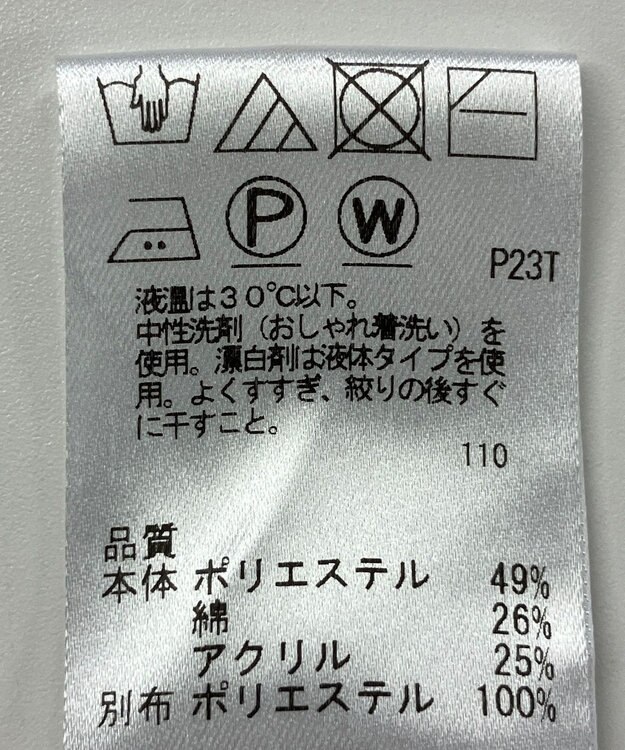 P W
P23T
液温は30℃以下。
中性洗剤（おしゃれ着洗い）を
使用。漂白剤は液体タイプを使
用。よくすすぎ、絞りの後すぐ
に干すこと。
110
品質
本体 ポリエステル 49%
綿 26%
アクリル 25%
別布 ポリエステル 100%